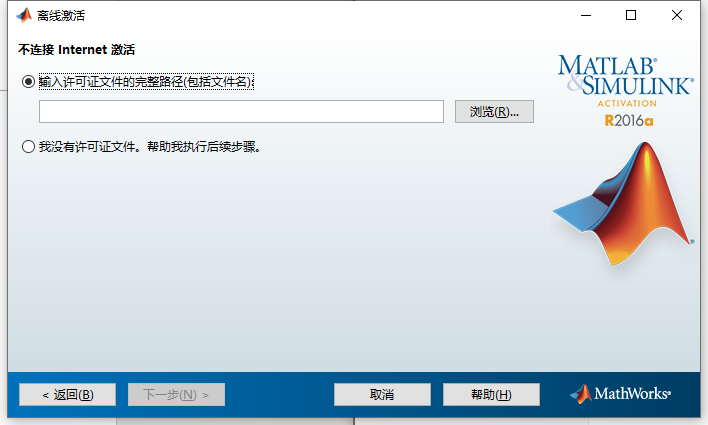 离线激活
不连接 Internet 激活
输入许可证文件的完整路径(包括文件名):
浏览(R)...
我没有许可证文件。帮助我执行后续步骤。
MATLAB®
&SIMULINK®
ACTIVATION
R2016a
®
< 返回(B)
下一步(N) >
取消
帮助(H)
MathWorks®